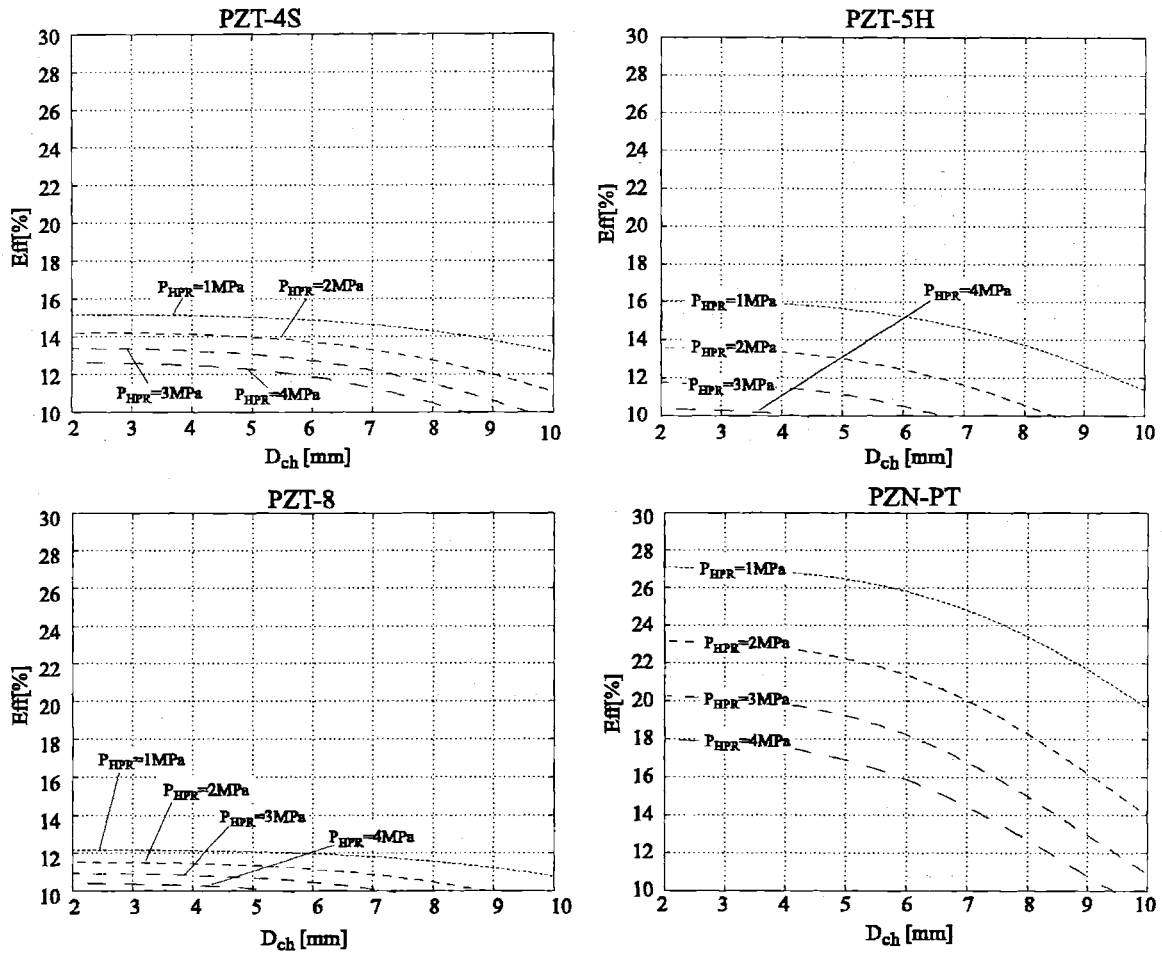 PZT-4S
30
28
26
24
22
20
18
16
14
12
10
Eff[%]
P_HPR=1MPa
P_HPR=2MPa
P_HPR=3MPa
P_HPR=4MPa
2 3 4 5 6 7 8 9 10
D_ch [mm]
PZT-5H
30
28
26
24
22
20
18
16
14
12
10
Eff[%]
P_HPR=4MPa
P_HPR=1MPa
P_HPR=2MPa
P_HPR=3MPa
2 3 4 5 6 7 8 9 10
D_ch [mm]
PZT-8
30
28
26
24
22
20
18
16
14
12
10
Eff[%]
P_HPR=1MPa
P_HPR=2MPa
P_HPR=3MPa
P_HPR=4MPa
2 3 4 5 6 7 8 9 10
D_ch [mm]
PZN-PT
30
28
26
24
22
20
18
16
14
12
10
Eff[%]
P_HPR=1MPa
P_HPR=2MPa
P_HPR=3MPa
P_HPR=4MPa
2 3 4 5 6 7 8 9 10
D_ch [mm]